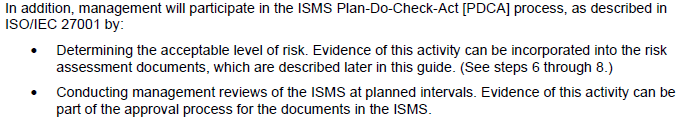 In addition, management will participate in the ISMS Plan-Do-Check-Act [PDCA] process, as described in
ISO/IEC 27001 by:
• Determining the acceptable level of risk. Evidence of this activity can be incorporated into the risk
assessment documents, which are described later in this guide. (See steps 6 through 8.)
• Conducting management reviews of the ISMS at planned intervals. Evidence of this activity can be
part of the approval process for the documents in the ISMS.